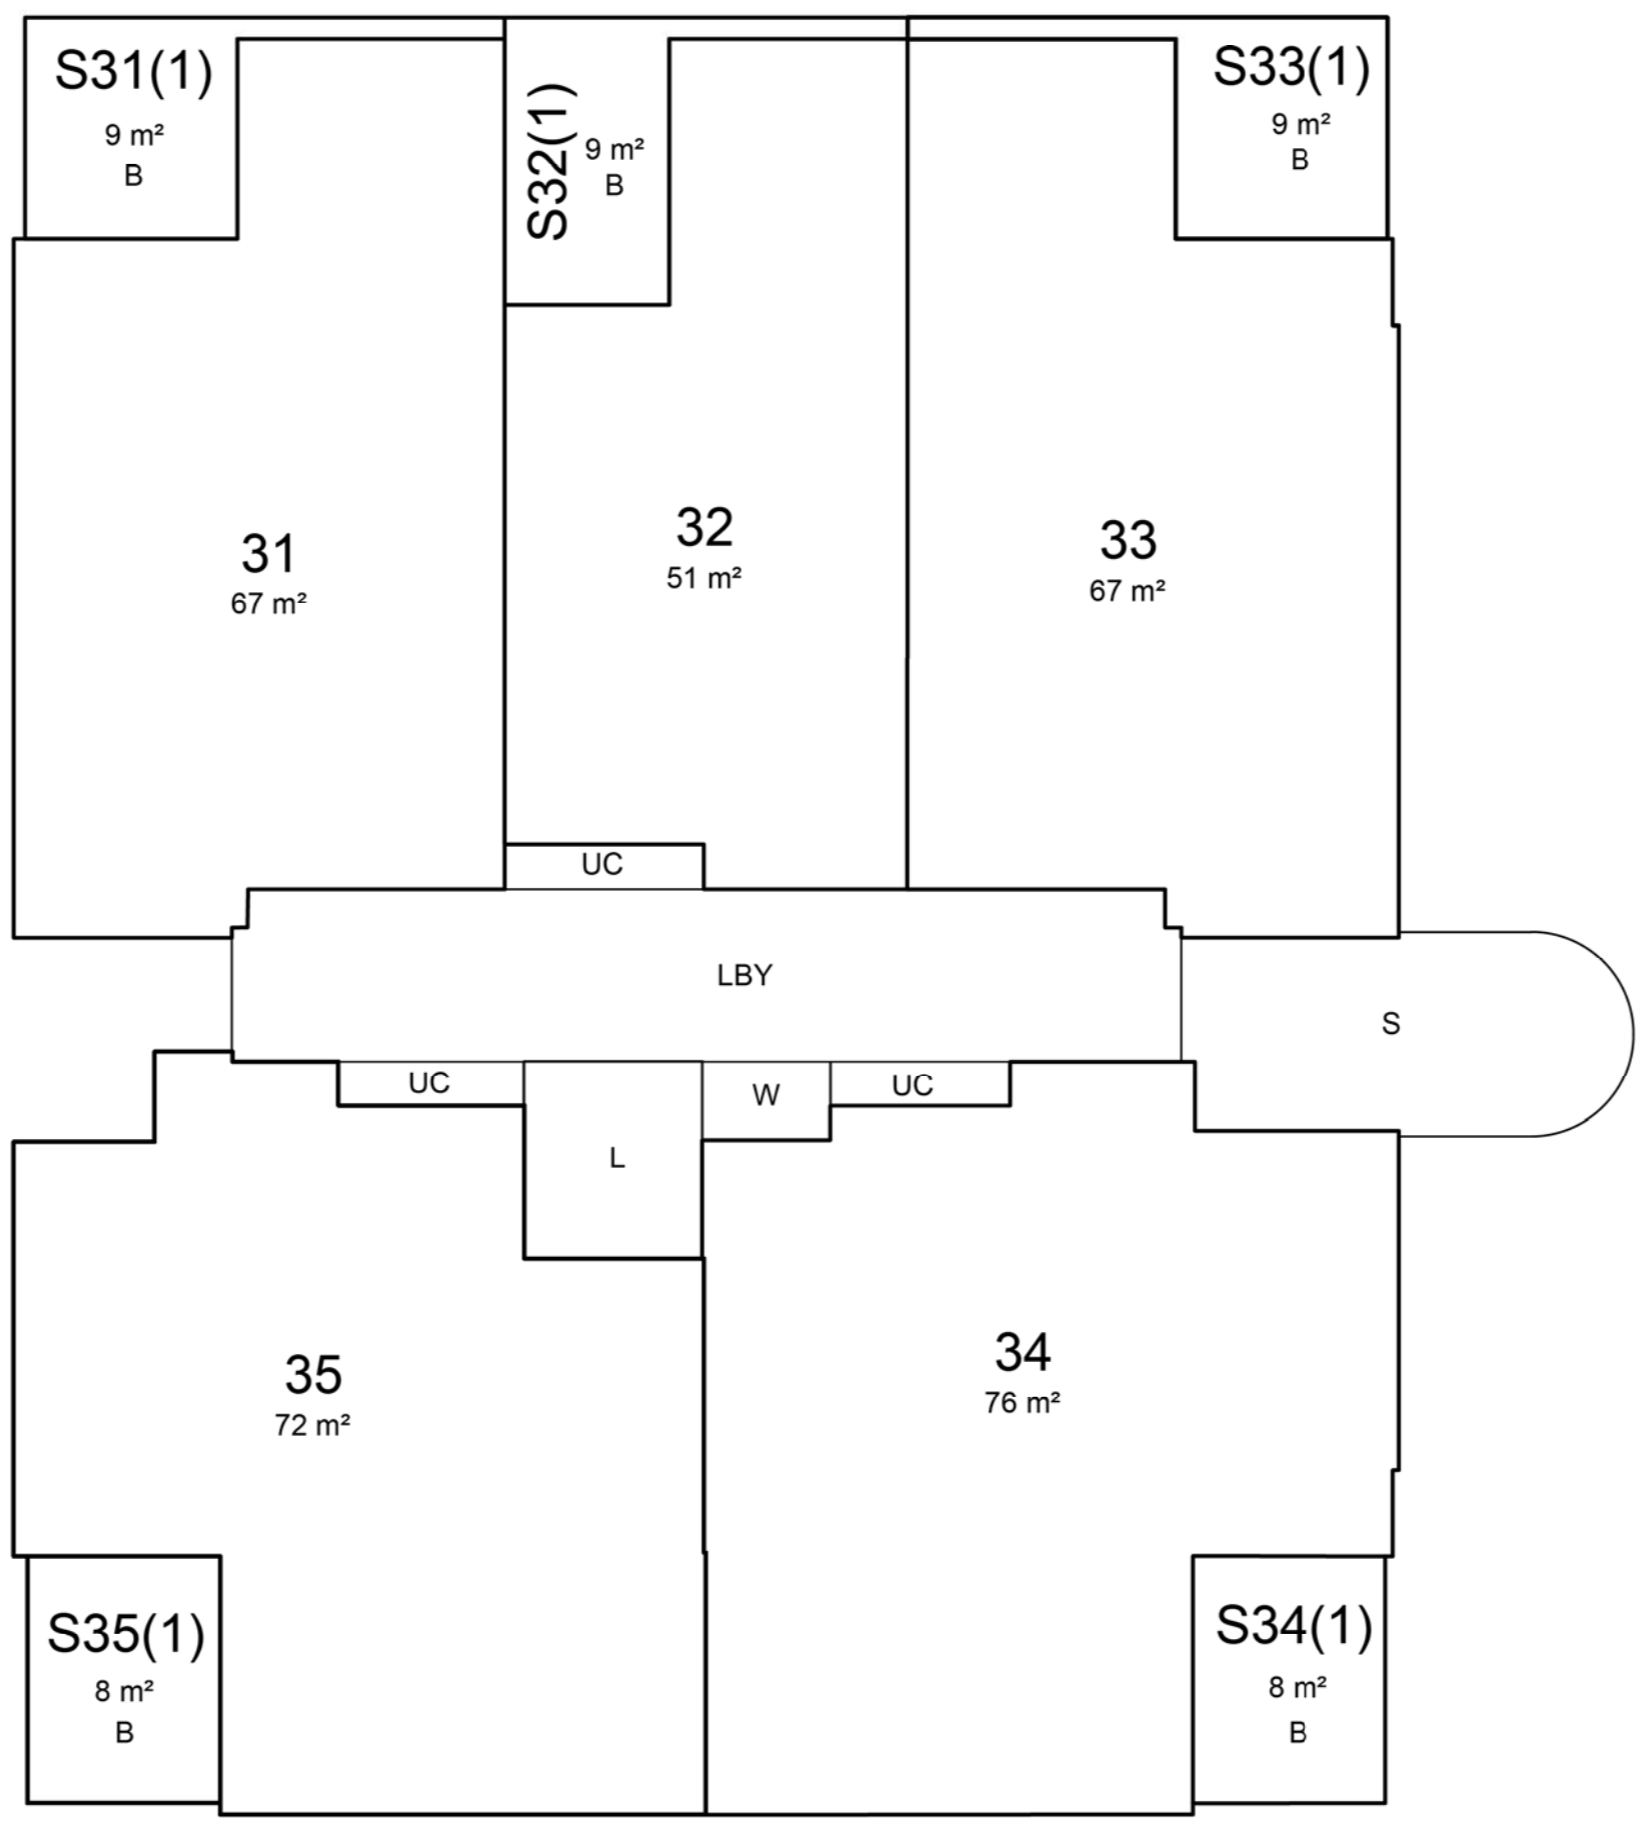 S31(1)
9 m²
B
S32(1)
9 m²
B
S33(1)
9 m²
B
31
67 m²
32
51 m²
33
67 m²
UC
LBY
S
UC
L
W
UC
35
72 m²
34
76 m²
S35(1)
8 m²
B
S34(1)
8 m²
B